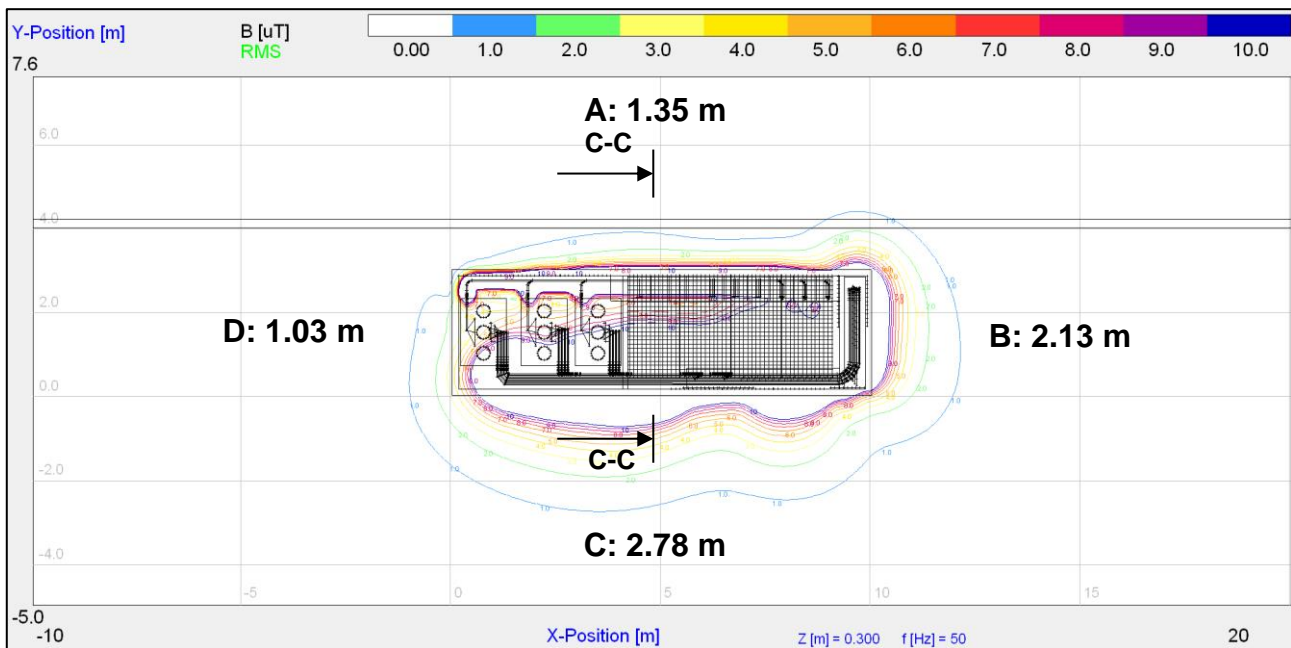 Y-Position [m]
B [uT]
RMS
0.00 1.0 2.0 3.0 4.0 5.0 6.0 7.0 8.0 9.0 10.0
7.6
A: 1.35 m
C-C
6.0
4.0
2.0
D: 1.03 m
B: 2.13 m
0.0
C-C
-2.0
C: 2.78 m
-4.0
-5 0 5 10 15
-5.0
-10
X-Position [m]
Z [m] = 0.300 f [Hz] = 50
20